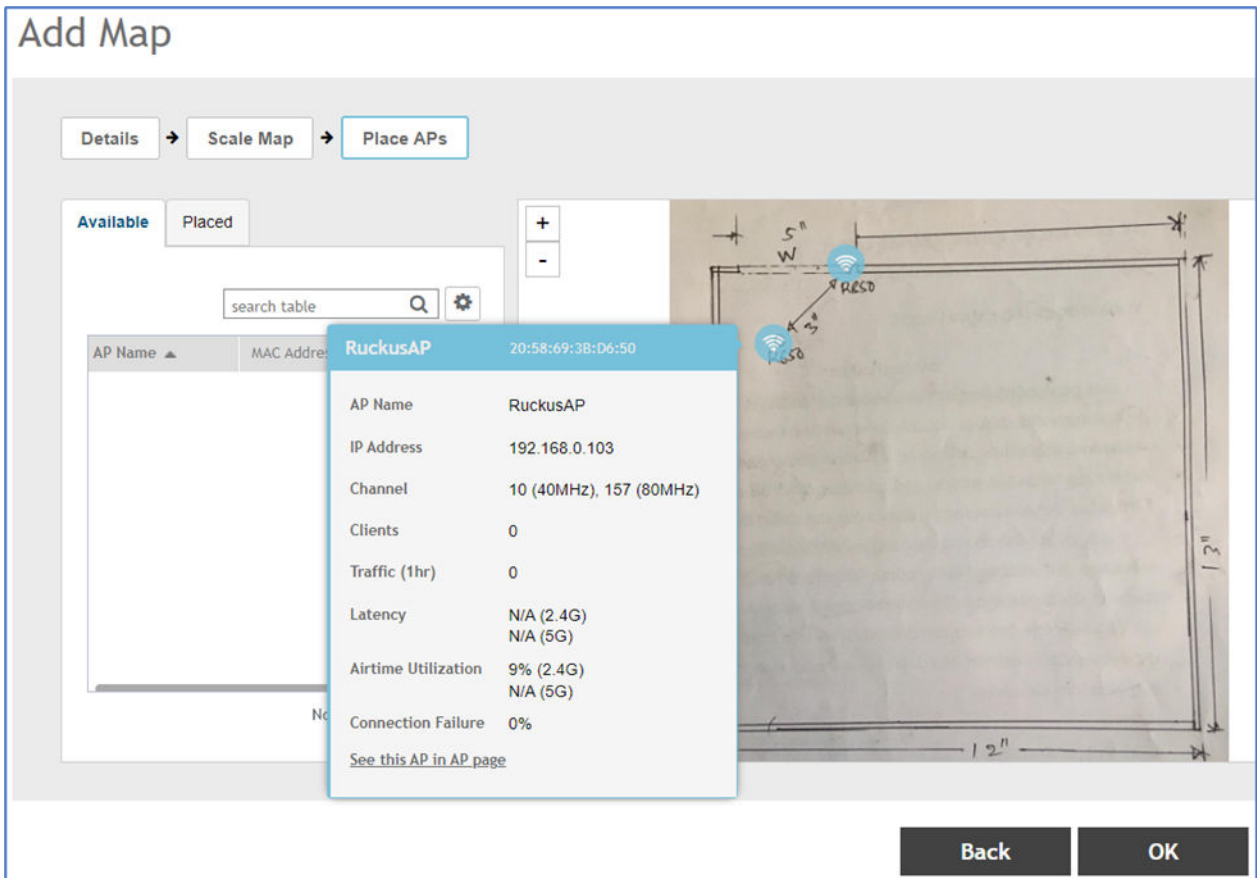 Add Map
Details → Scale Map → Place APs
Available Placed
+
-
search table
AP Name ▲ MAC Addre
RuckusAP 20:58:69:3B:D6:50
AP Name RuckusAP
IP Address 192.168.0.103
Channel 10 (40MHz), 157 (80MHz)
Clients 0
Traffic (1hr) 0
Latency N/A (2.4G)
N/A (5G)
Airtime Utilization 9% (2.4G)
N/A (5G)
Connection Failure 0%
See this AP in AP page
No
5"
W
R850
3"
R650
13"
12"
Back OK